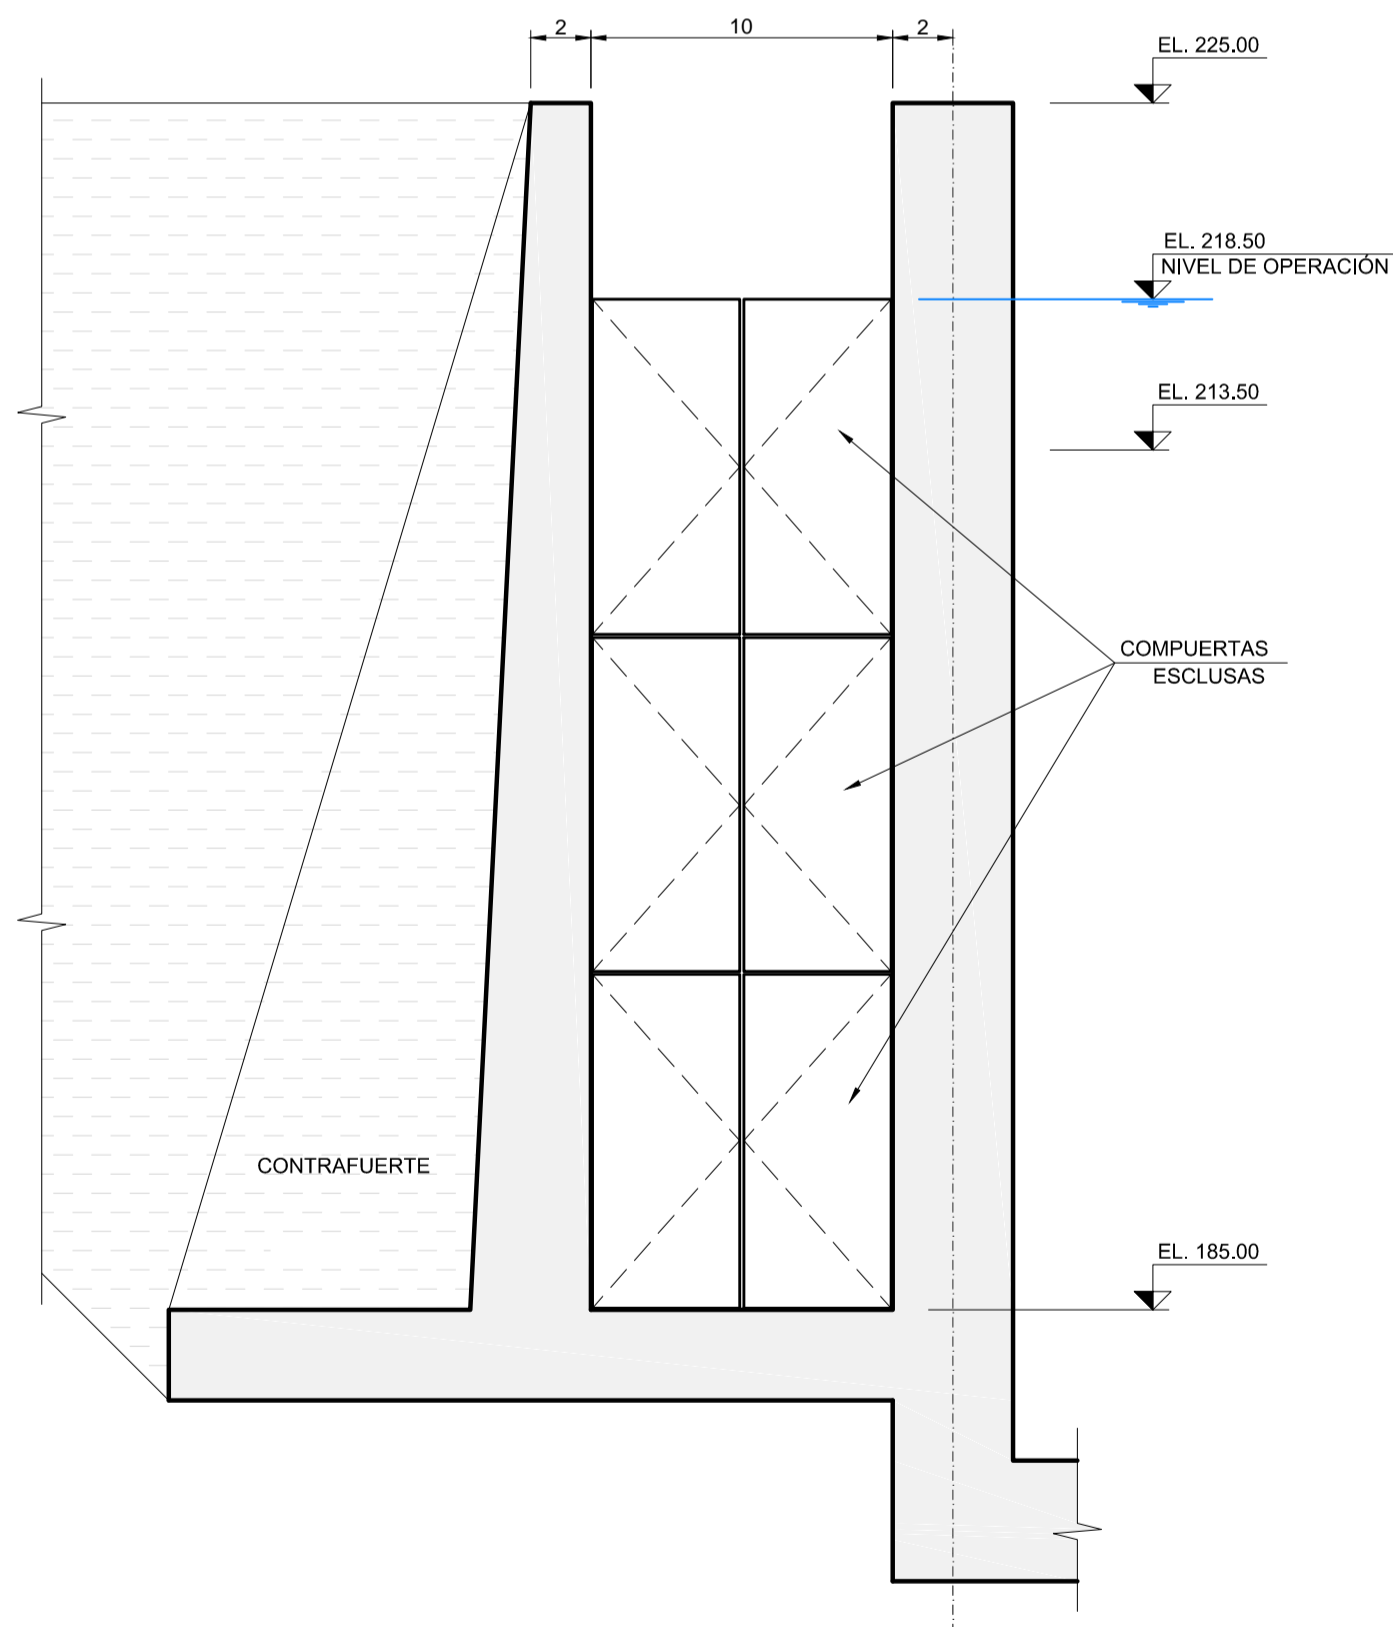 2
10
2
EL. 225.00
EL. 218.50
NIVEL DE OPERACIÓN
EL. 213.50
COMPUERTAS
ESCLUSAS
CONTRAFUERTE
EL. 185.00